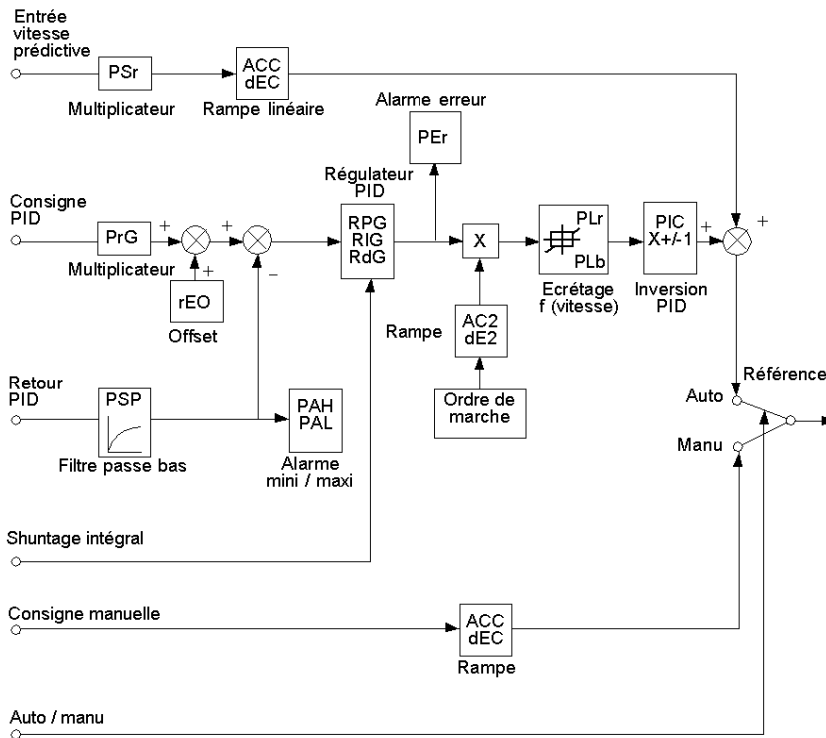 Entrée
vitesse
prédictive
PSr
Multiplicateur
ACC
dEC
Rampe linéaire
Alarme erreur
PEr
Consigne
PID
+
PrG
Multiplicateur
+
+
rEO
Offset
−
Régulateur
PID
RPG
RIG
RdG
X
Rampe
AC2
dE2
Ordre de
marche
PLr
PLb
Ecrétage
f (vitesse)
PIC
X+/-1
Inversion
PID
+
+
Retour
PID
PSP
Filtre passe bas
PAH
PAL
Alarme
mini / maxi
Référence
Auto
Manu
Shuntage intégral
Consigne manuelle
ACC
dEC
Rampe
Auto / manu